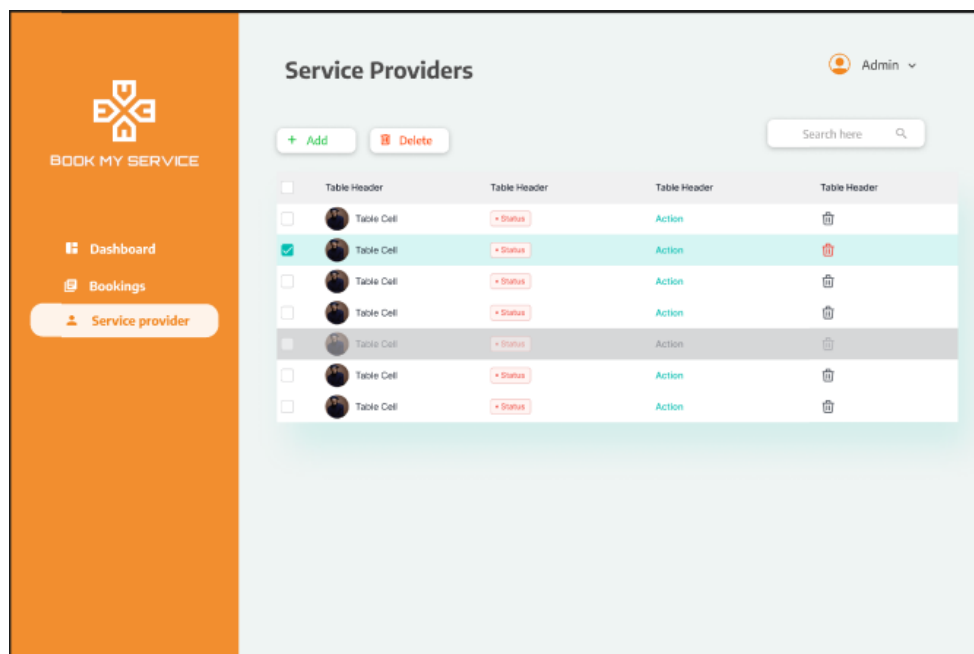 Service Providers
Admin
BOOK MY SERVICE
+ Add
Delete
Search here
Dashboard
Bookings
Service provider
Table Header Table Header Table Header Table Header
Table Cell • Status Action
Table Cell • Status Action
Table Cell • Status Action
Table Cell • Status Action
Table Cell • Status Action
Table Cell • Status Action
Table Cell • Status Action